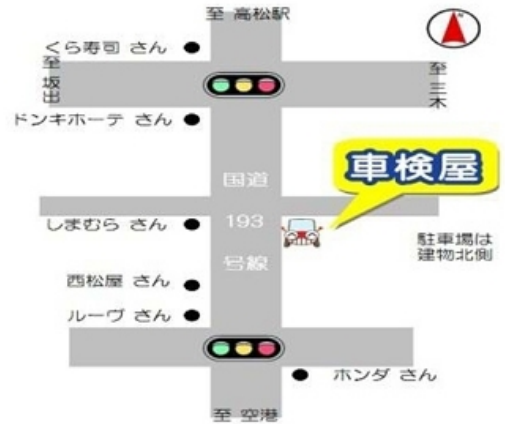 至 高松駅
N
くら寿司 さん
至 坂出
至 三木
ドンキホーテ さん
車検屋
国道
193
号線
しまむら さん
駐車場は
建物北側
西松屋 さん
ルーヴ さん
ホンダ さん
至 空港